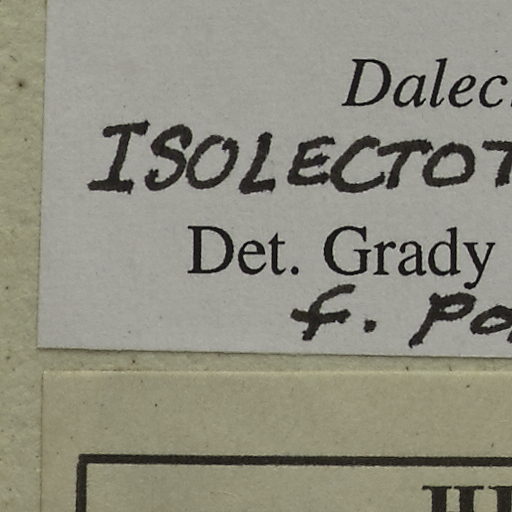 Dalec
ISOLECTOT
Det. Grady
f. Po